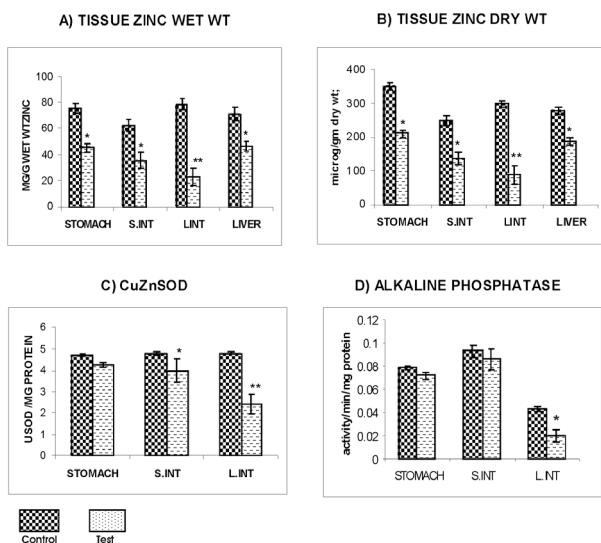 A) TISSUE ZINC WET WT
MG/G WET WTZINC
100
80
60
40
20
0
*
*
**
*
STOMACH S.INT LINT LIVER
B) TISSUE ZINC DRY WT
microg/gm dry wt;
400
300
200
100
0
*
*
**
*
STOMACH S.INT LINT LIVER
C) CuZnSOD
USOD /MG PROTEIN
6
5
4
3
2
1
0
*
**
STOMACH S.INT L.INT
D) ALKALINE PHOSPHATASE
activity/min/mg protein
0.12
0.1
0.08
0.06
0.04
0.02
0
*
STOMACH S.INT L.INT
Control Test